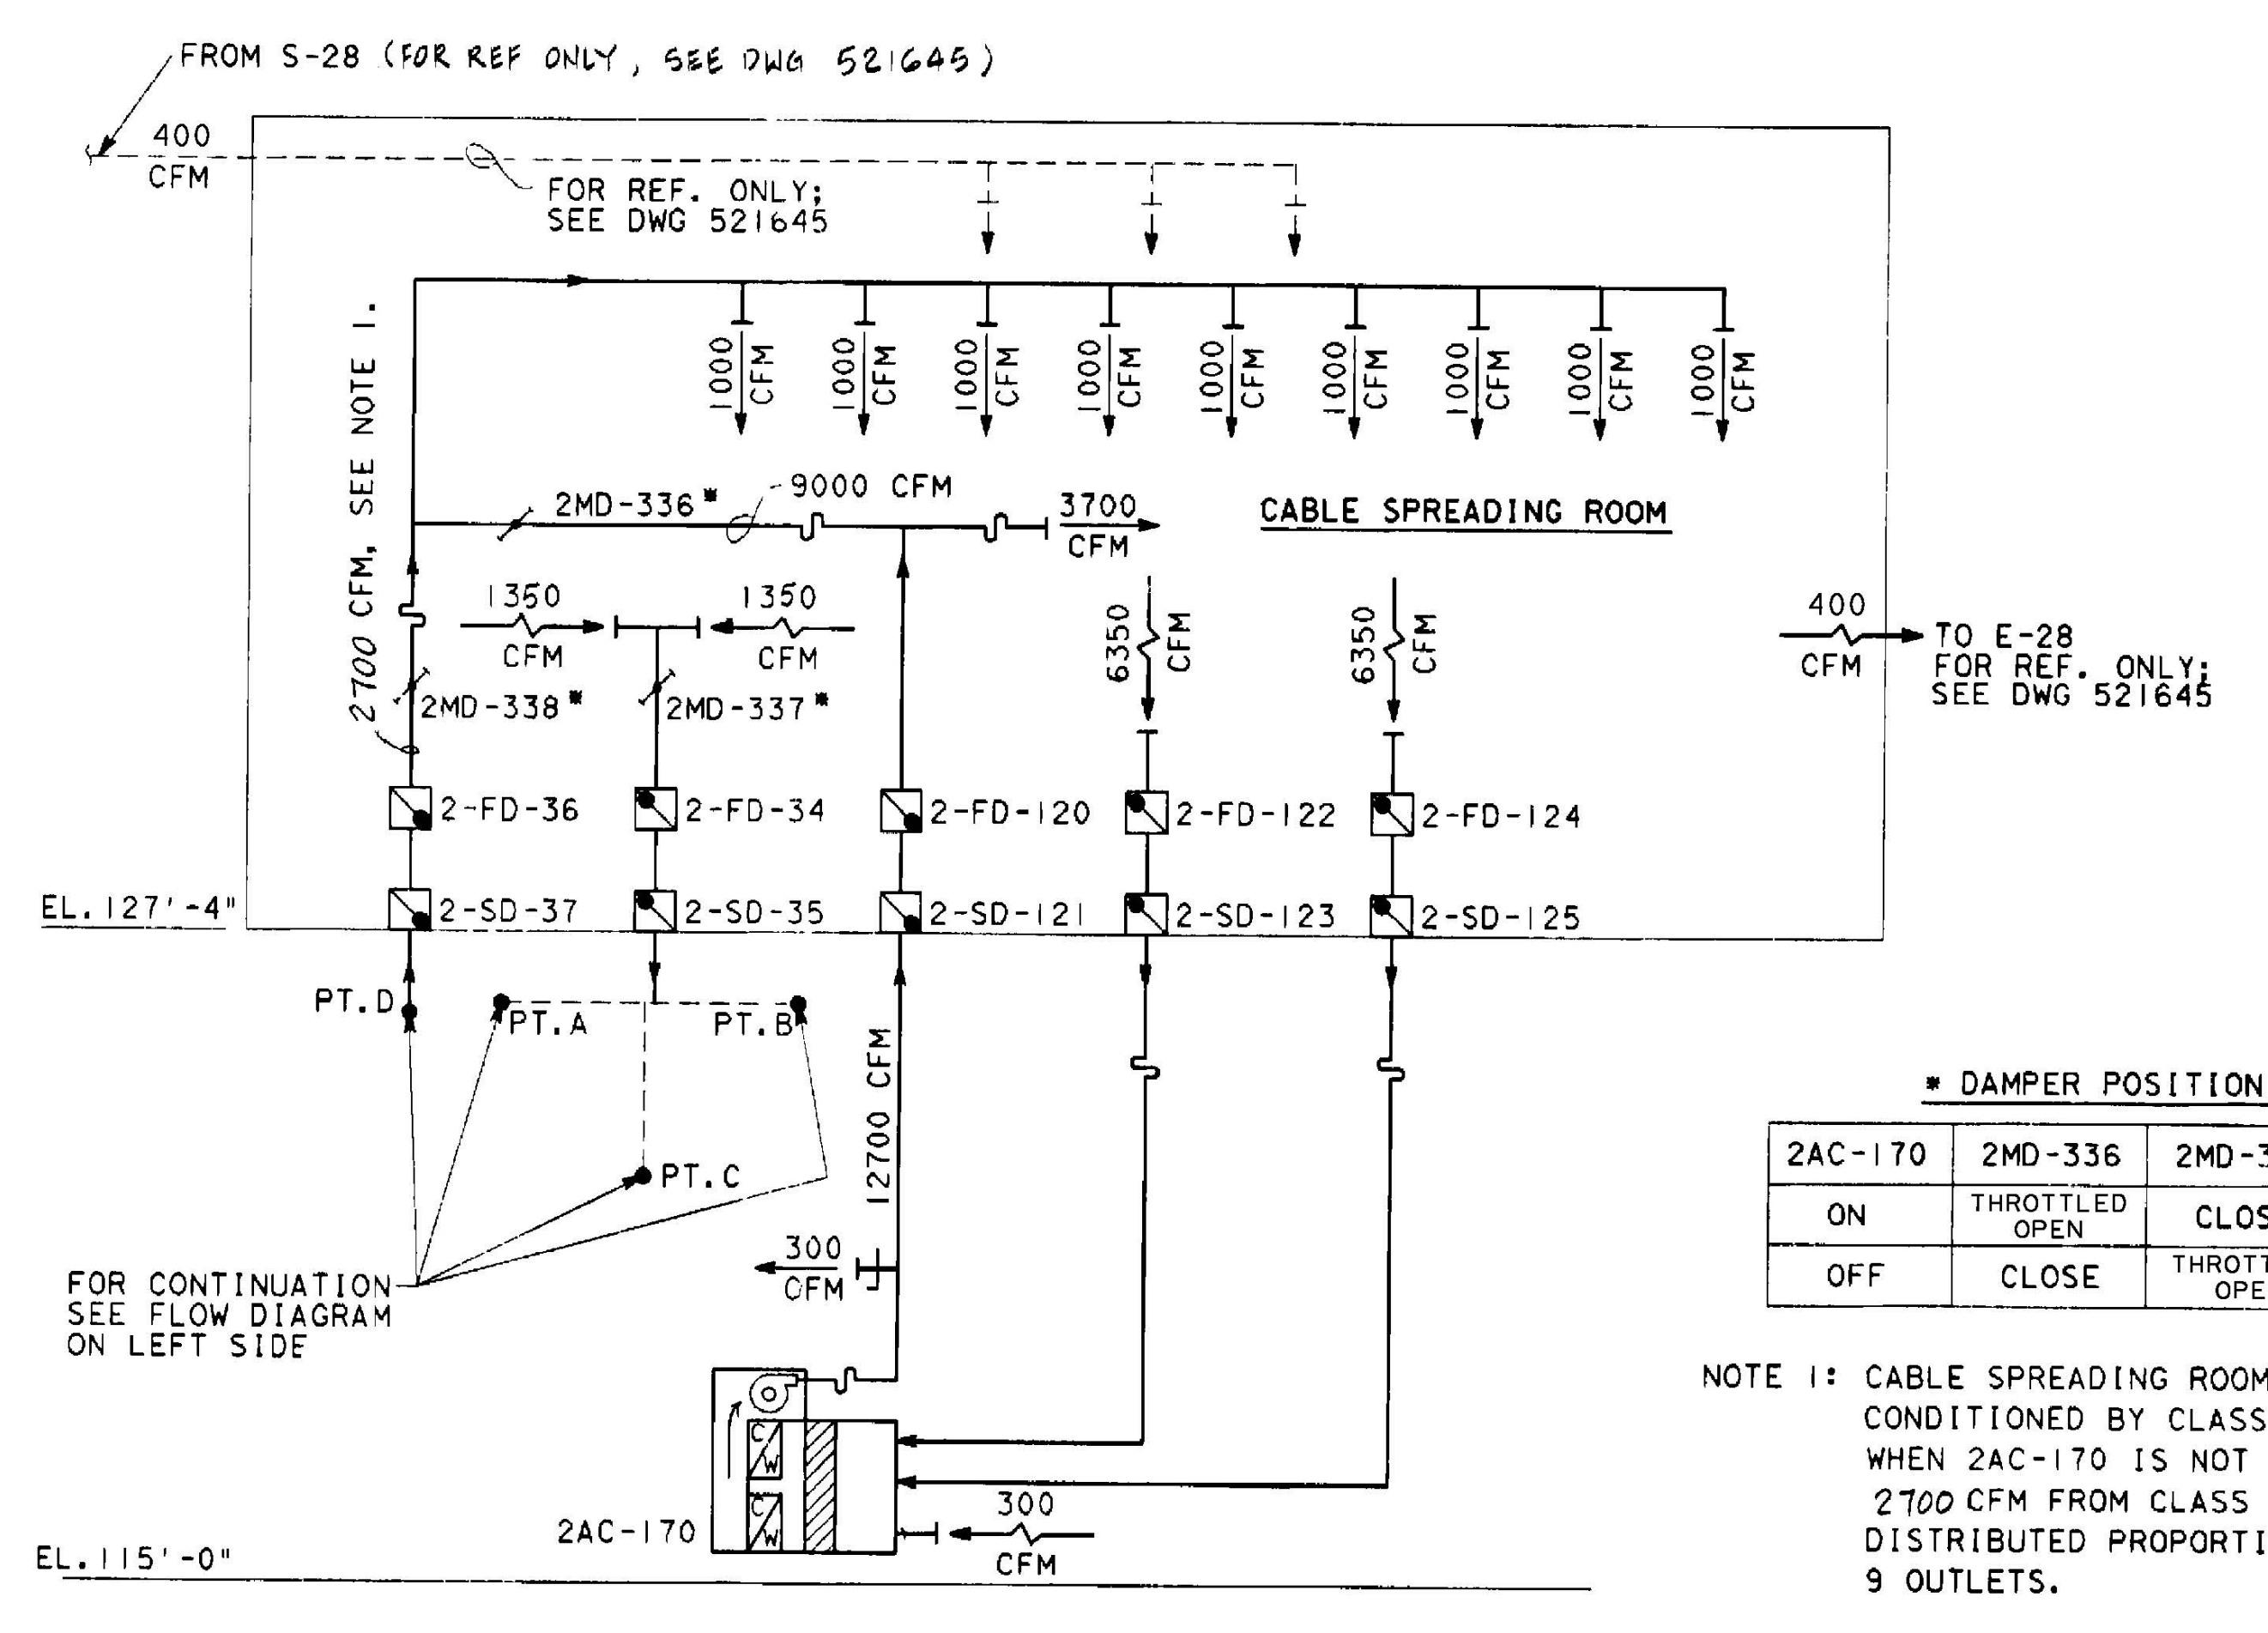 FROM S-28 (FOR REF ONLY, SEE DWG 521645)
400
CFM
FOR REF. ONLY;
SEE DWG 521645
2700 CFM, SEE NOTE 1.
1000
CFM
1000
CFM
1000
CFM
1000
CFM
1000
CFM
1000
CFM
1000
CFM
1000
CFM
1000
CFM
2MD-336*
9000 CFM
3700
CFM
CABLE SPREADING ROOM
1350
CFM
1350
CFM
6350
CFM
6350
CFM
400
CFM
TO E-28
FOR REF. ONLY;
SEE DWG 521645
2MD-338*
2MD-337*
2-FD-36
2-FD-34
2-FD-120
2-FD-122
2-FD-124
EL.127'-4"
2-SD-37
2-SD-35
2-SD-121
2-SD-123
2-SD-125
PT.D
PT.A
PT.B
PT.C
12700 CFM
300
CFM
FOR CONTINUATION
SEE FLOW DIAGRAM
ON LEFT SIDE
C
W
C
W
2AC-170
300
CFM
EL.115'-0"
* DAMPER POSITION
2AC-170 2MD-336 2MD-3
ON THROTTLED OPEN CLOS
OFF CLOSE THROTT OPE
NOTE 1: CABLE SPREADING ROOM
CONDITIONED BY CLASS
WHEN 2AC-170 IS NOT
2700 CFM FROM CLASS
DISTRIBUTED PROPORTI
9 OUTLETS.